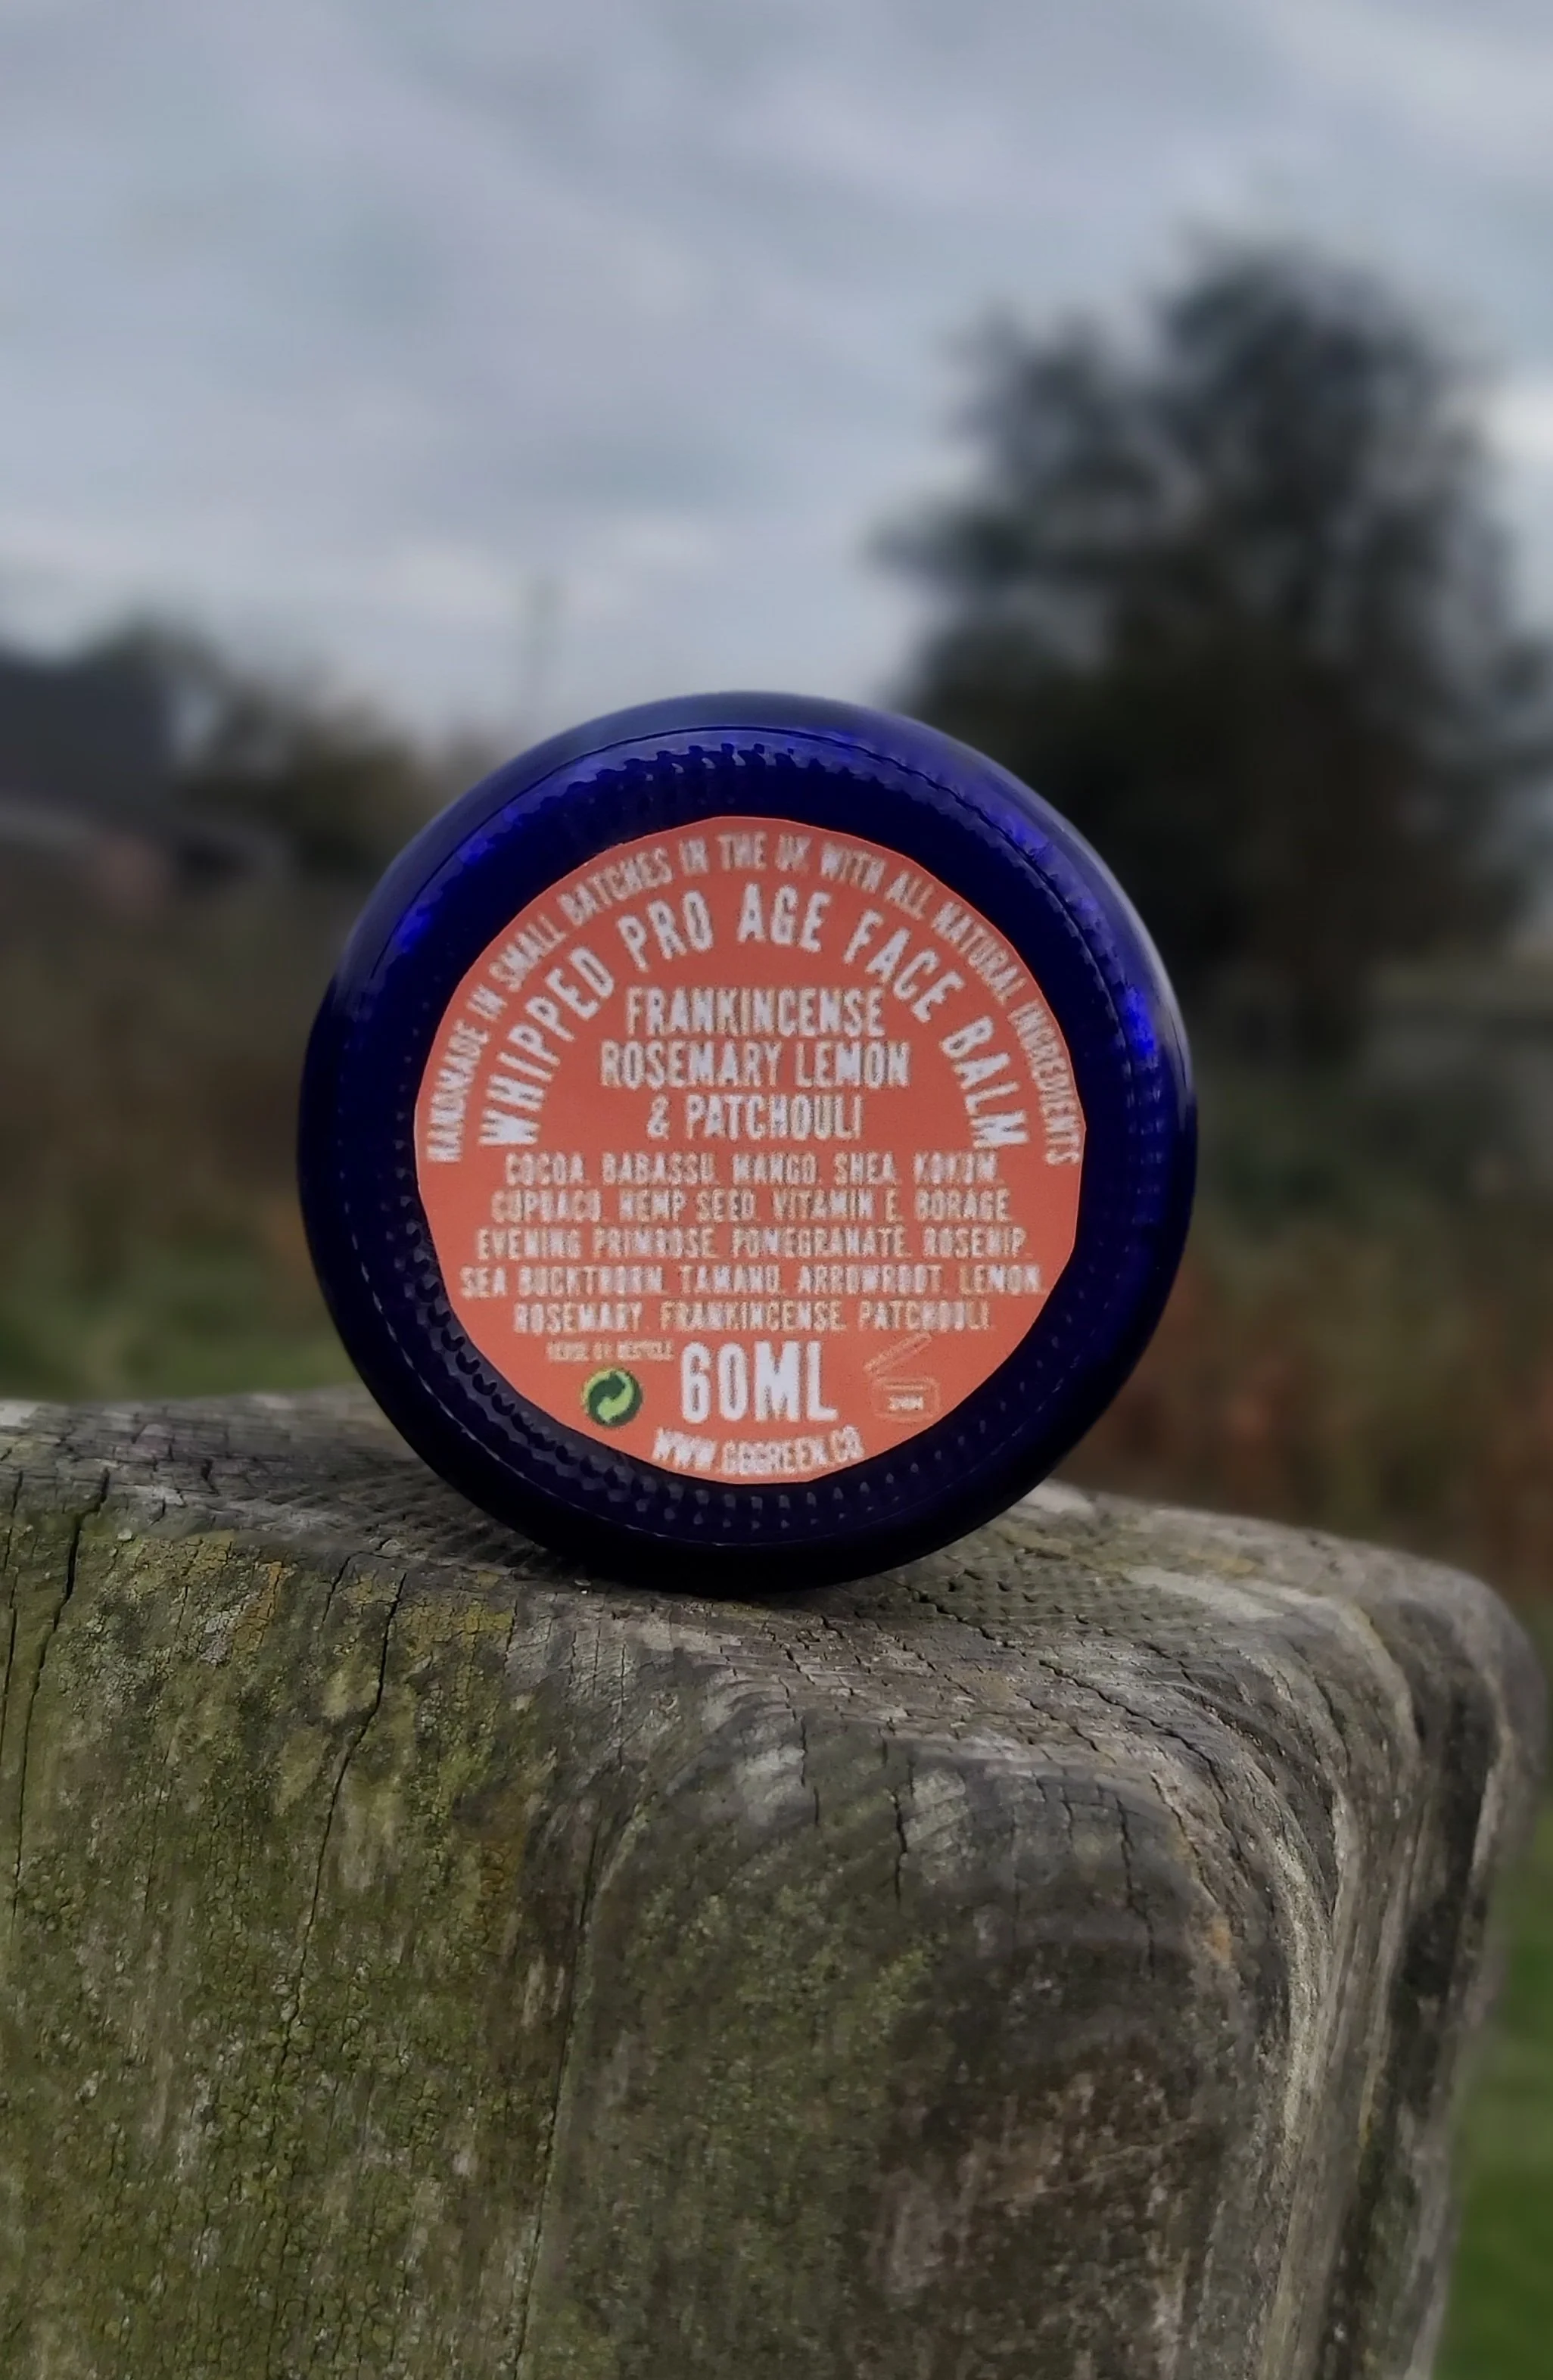 HANDMADE IN SMALL BATCHES IN THE UK WITH ALL NATURAL INGREDIENTS
WHIPPED PRO AGE FACE BALM
FRANKINCENSE
ROSEMARY LEMON
& PATCHOULI
COCOA. BABASSU. MANGO. SHEA. KOKUM.
CUPUACU. HEMP SEED. VITAMIN E. BORAGE.
EVENING PRIMROSE. POMEGRANATE. ROSEHIP.
SEA BUCKTHORN. TAMANU. ARROWROOT. LEMON.
ROSEMARY. FRANKINCENSE. PATCHOULI.
60ML
24M
WWW.GGGREEN.CO